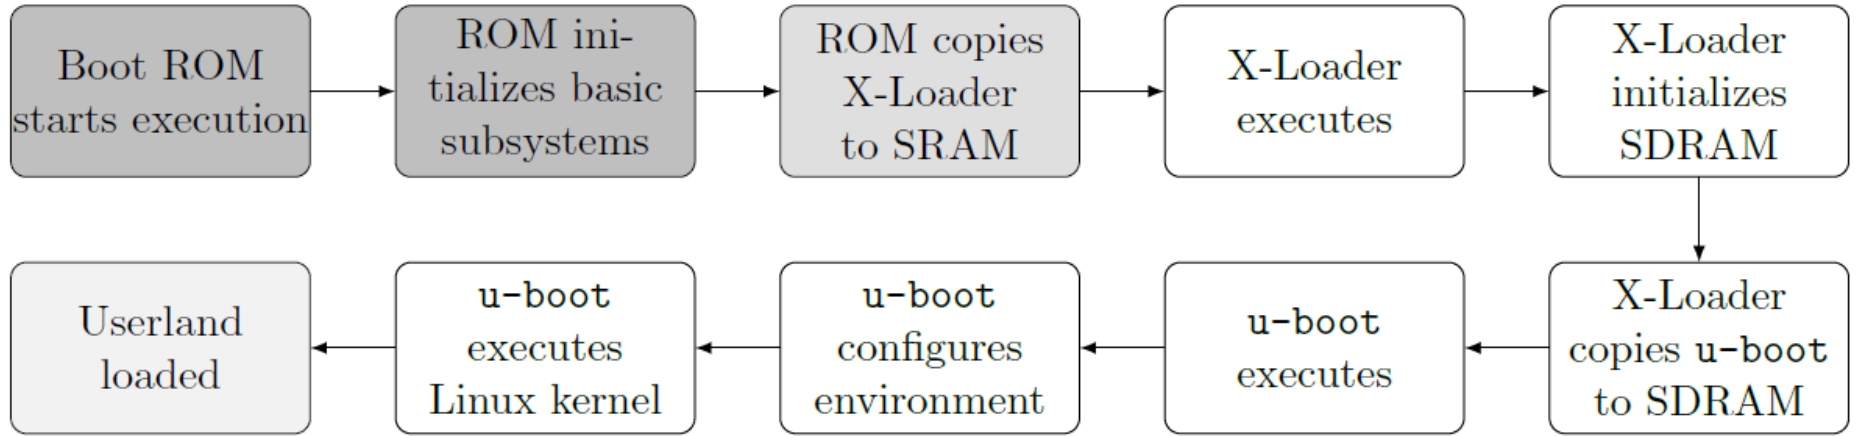 Boot ROM
starts execution
ROM ini-
tializes basic
subsystems
ROM copies
X-Loader
to SRAM
X-Loader
executes
X-Loader
initializes
SDRAM
X-Loader
copies u-boot
to SDRAM
u-boot
executes
u-boot
configures
environment
u-boot
executes
Linux kernel
Userland
loaded